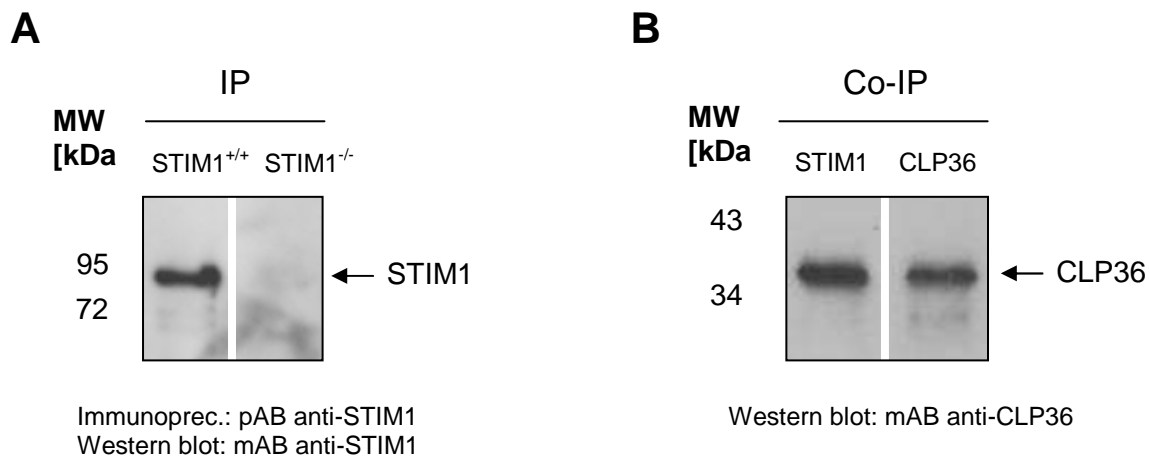 A
IP
MW
[kDa
STIM1+/+ STIM1-/-
95
72
STIM1
Immunoprec.: pAB anti-STIM1
Western blot: mAB anti-STIM1
B
Co-IP
MW
[kDa
STIM1 CLP36
43
34
CLP36
Western blot: mAB anti-CLP36